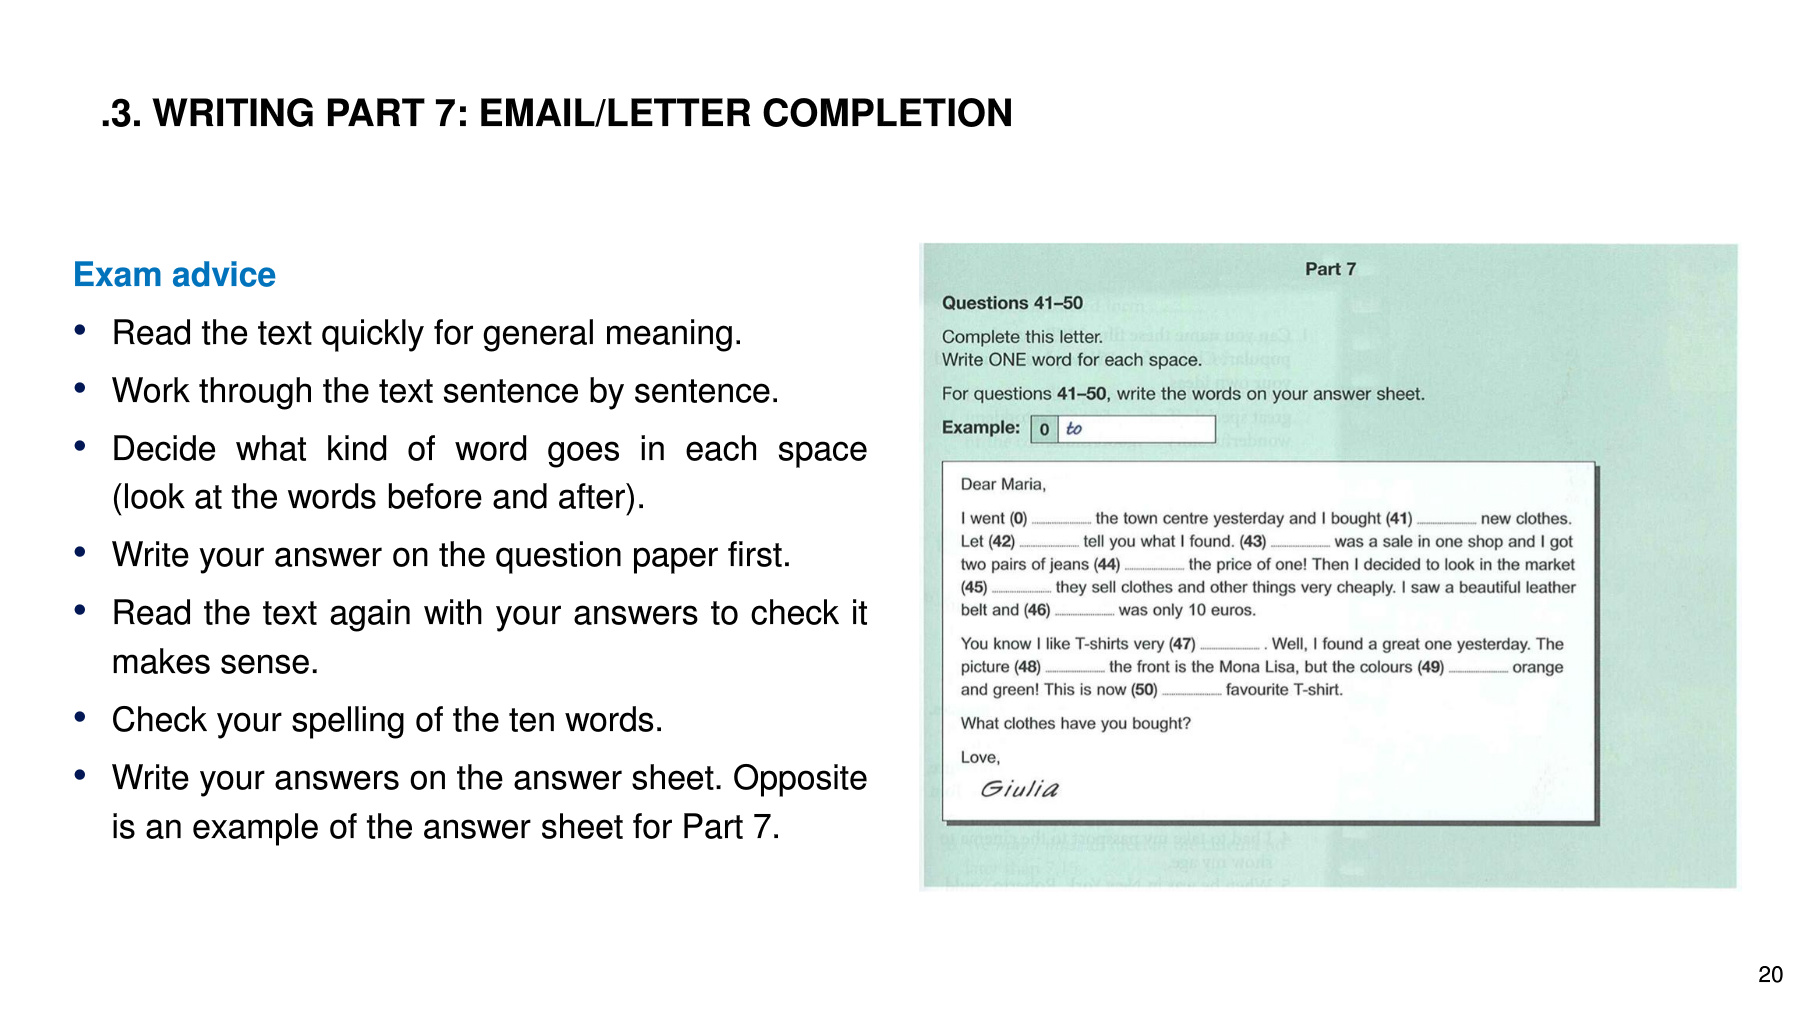 .3. WRITING PART 7: EMAIL/LETTER COMPLETION
Exam advice
• Read the text quickly for general meaning.
• Work through the text sentence by sentence.
• Decide what kind of word goes in each space
(look at the words before and after).
• Write your answer on the question paper first.
• Read the text again with your answers to check it
makes sense.
• Check your spelling of the ten words.
• Write your answers on the answer sheet. Opposite
is an example of the answer sheet for Part 7.
Part 7
Questions 41–50
Complete this letter.
Write ONE word for each space.
For questions 41–50, write the words on your answer sheet.
Example: 0 to
Dear Maria,
I went (0) ............... the town centre yesterday and I bought (41) ............... new clothes.
Let (42) ............... tell you what I found. (43) ............... was a sale in one shop and I got
two pairs of jeans (44) ............... the price of one! Then I decided to look in the market
(45) ............... they sell clothes and other things very cheaply. I saw a beautiful leather
belt and (46) ............... was only 10 euros.
You know I like T-shirts very (47) ............... . Well, I found a great one yesterday. The
picture (48) ............... the front is the Mona Lisa, but the colours (49) ............... orange
and green! This is now (50) ............... favourite T-shirt.
What clothes have you bought?
Love,
Giulia
20